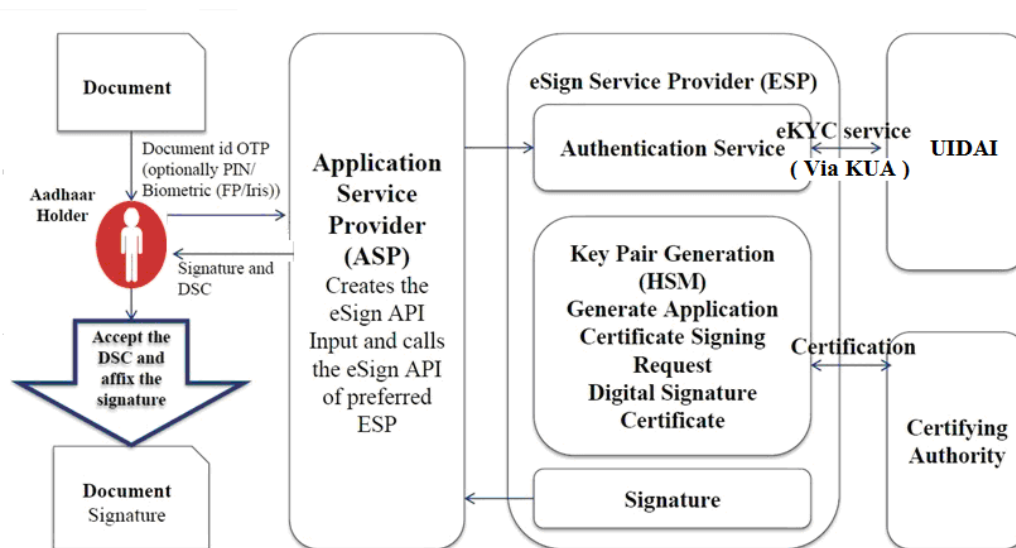 Document
Document id OTP
(optionally PIN/
Biometric (FP/Iris))
Aadhaar
Holder
Signature and
DSC
Accept the
DSC and
affix the
signature
Document
Signature
Application
Service
Provider
(ASP)
Creates the
eSign API
Input and calls
the eSign API
of preferred
ESP
eSign Service Provider (ESP)
Authentication Service
Key Pair Generation
(HSM)
Generate Application
Certificate Signing
Request
Digital Signature
Certificate
Signature
eKYC service
( Via KUA )
UIDAI
Certification
Certifying
Authority